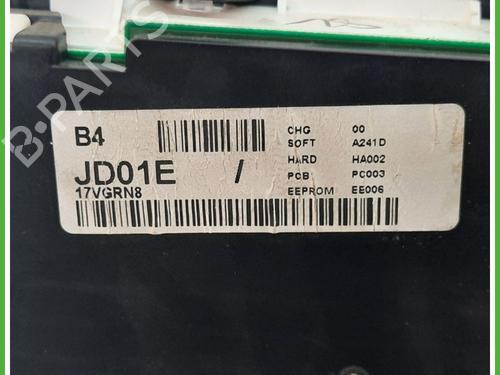 B-PARTS
B4
JD01E /
17VGRN8
CHG 00
SOFT A241D
HARD HA002
PCB PC003
EEPROM EE006